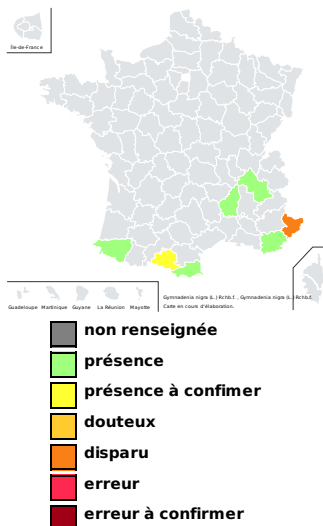 Île-de-France
Guadeloupe Martinique Guyane La Réunion Mayotte
Gymnadenia nigra (L.) Rchb.f. , Gymnadenia nigra (L.) Rchb.f.
Carte en cours d'élaboration.
non renseignée
présence
présence à confimer
douteux
disparu
erreur
erreur à confirmer